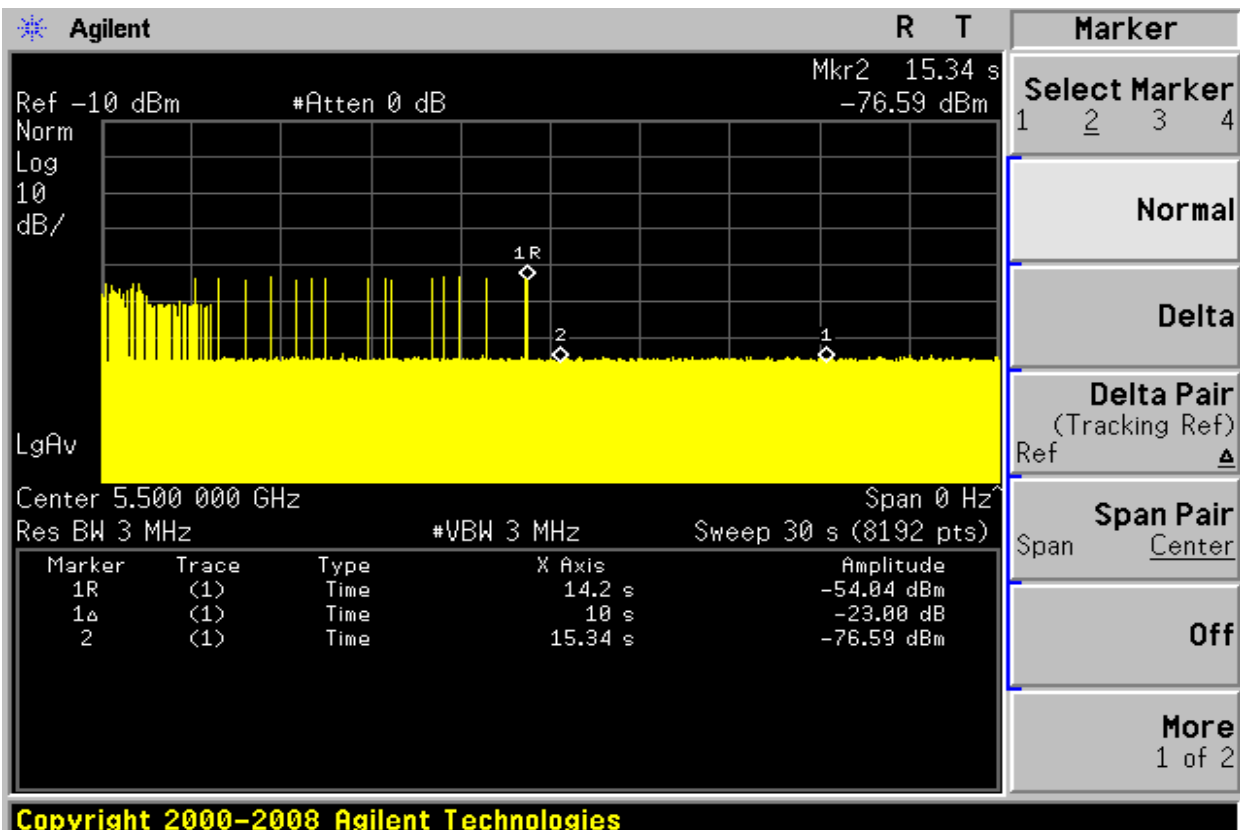 Agilent R T
Mkr2 15.34 s
Ref -10 dBm #Atten 0 dB -76.59 dBm
Norm
Log
10
dB/
1R
2
1
LgAv
Center 5.500 000 GHz Span 0 Hz^
Res BW 3 MHz #VBW 3 MHz Sweep 30 s (8192 pts)
Marker Trace Type X Axis Amplitude
1R (1) Time 14.2 s -54.04 dBm
1Δ (1) Time 10 s -23.00 dB
2 (1) Time 15.34 s -76.59 dBm
Marker
Select Marker
1 2 3 4
Normal
Delta
Delta Pair
(Tracking Ref)
Ref Δ
Span Pair
Span Center
Off
More
1 of 2
Copyright 2000-2008 Agilent Technologies